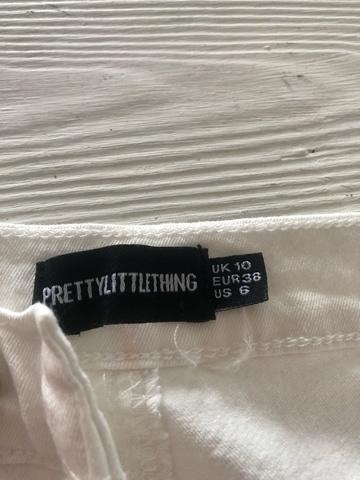 PRETTYLITTLETHING
UK 10
EUR 38
US 6